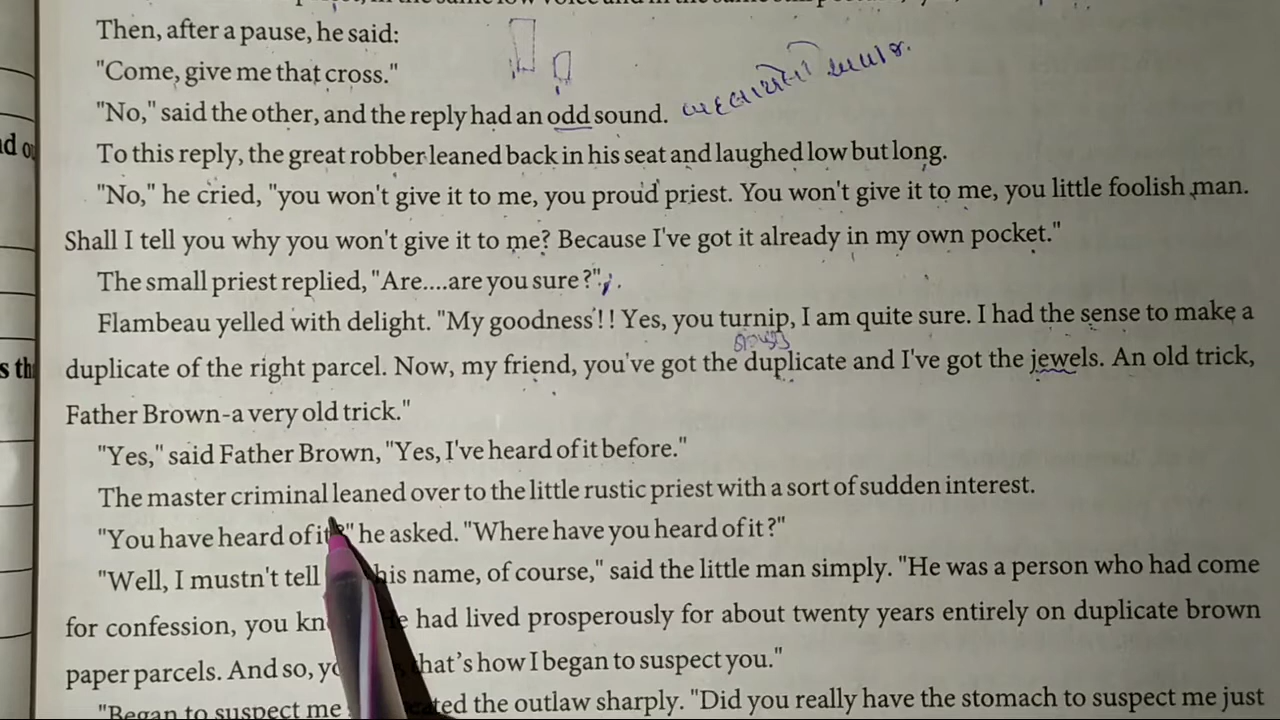 Then, after a pause, he said:
"Come, give me that cross."
"No," said the other, and the reply had an odd sound.
To this reply, the great robber leaned back in his seat and laughed low but long.
"No," he cried, "you won't give it to me, you proud priest. You won't give it to me, you little foolish man.
Shall I tell you why you won't give it to me? Because I've got it already in my own pocket."
The small priest replied, "Are....are you sure?"
Flambeau yelled with delight. "My goodness!! Yes, you turnip, I am quite sure. I had the sense to make a
duplicate of the right parcel. Now, my friend, you've got the duplicate and I've got the jewels. An old trick,
Father Brown-a very old trick."
"Yes," said Father Brown, "Yes, I've heard of it before."
The master criminal leaned over to the little rustic priest with a sort of sudden interest.
"You have heard of it?" he asked. "Where have you heard of it?"
"Well, I mustn't tell his name, of course," said the little man simply. "He was a person who had come
for confession, you had lived prosperously for about twenty years entirely on duplicate brown
paper parcels. And so, that's how I began to suspect you."
"Began to suspect me the outlaw sharply. "Did you really have the stomach to suspect me just